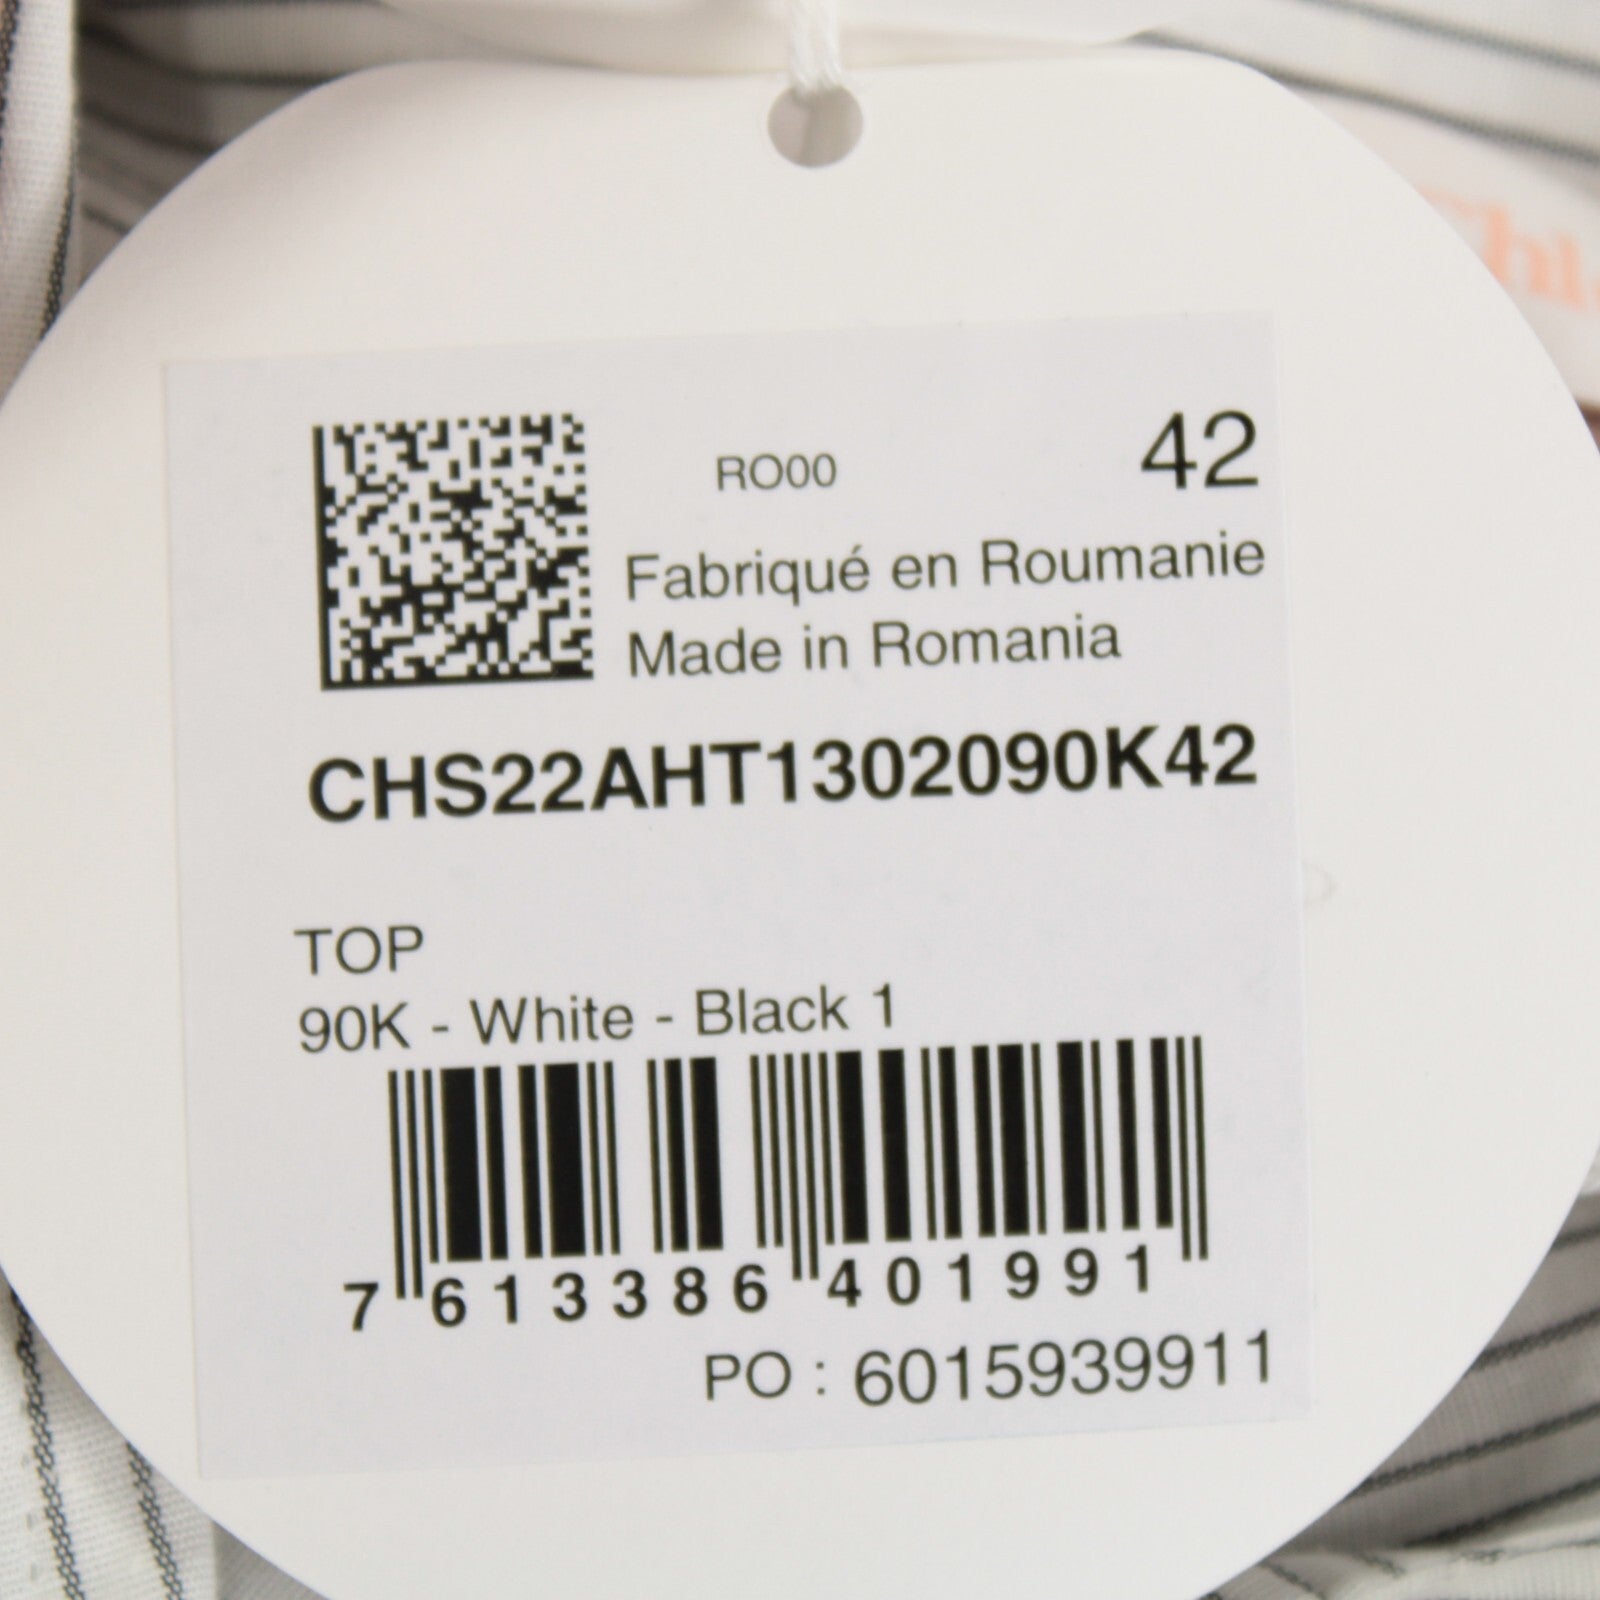 RO00
42
Fabriqué en Roumanie
Made in Romania
CHS22AHT1302090K42
TOP
90K - White - Black 1
7 613386 401991
PO : 6015939911